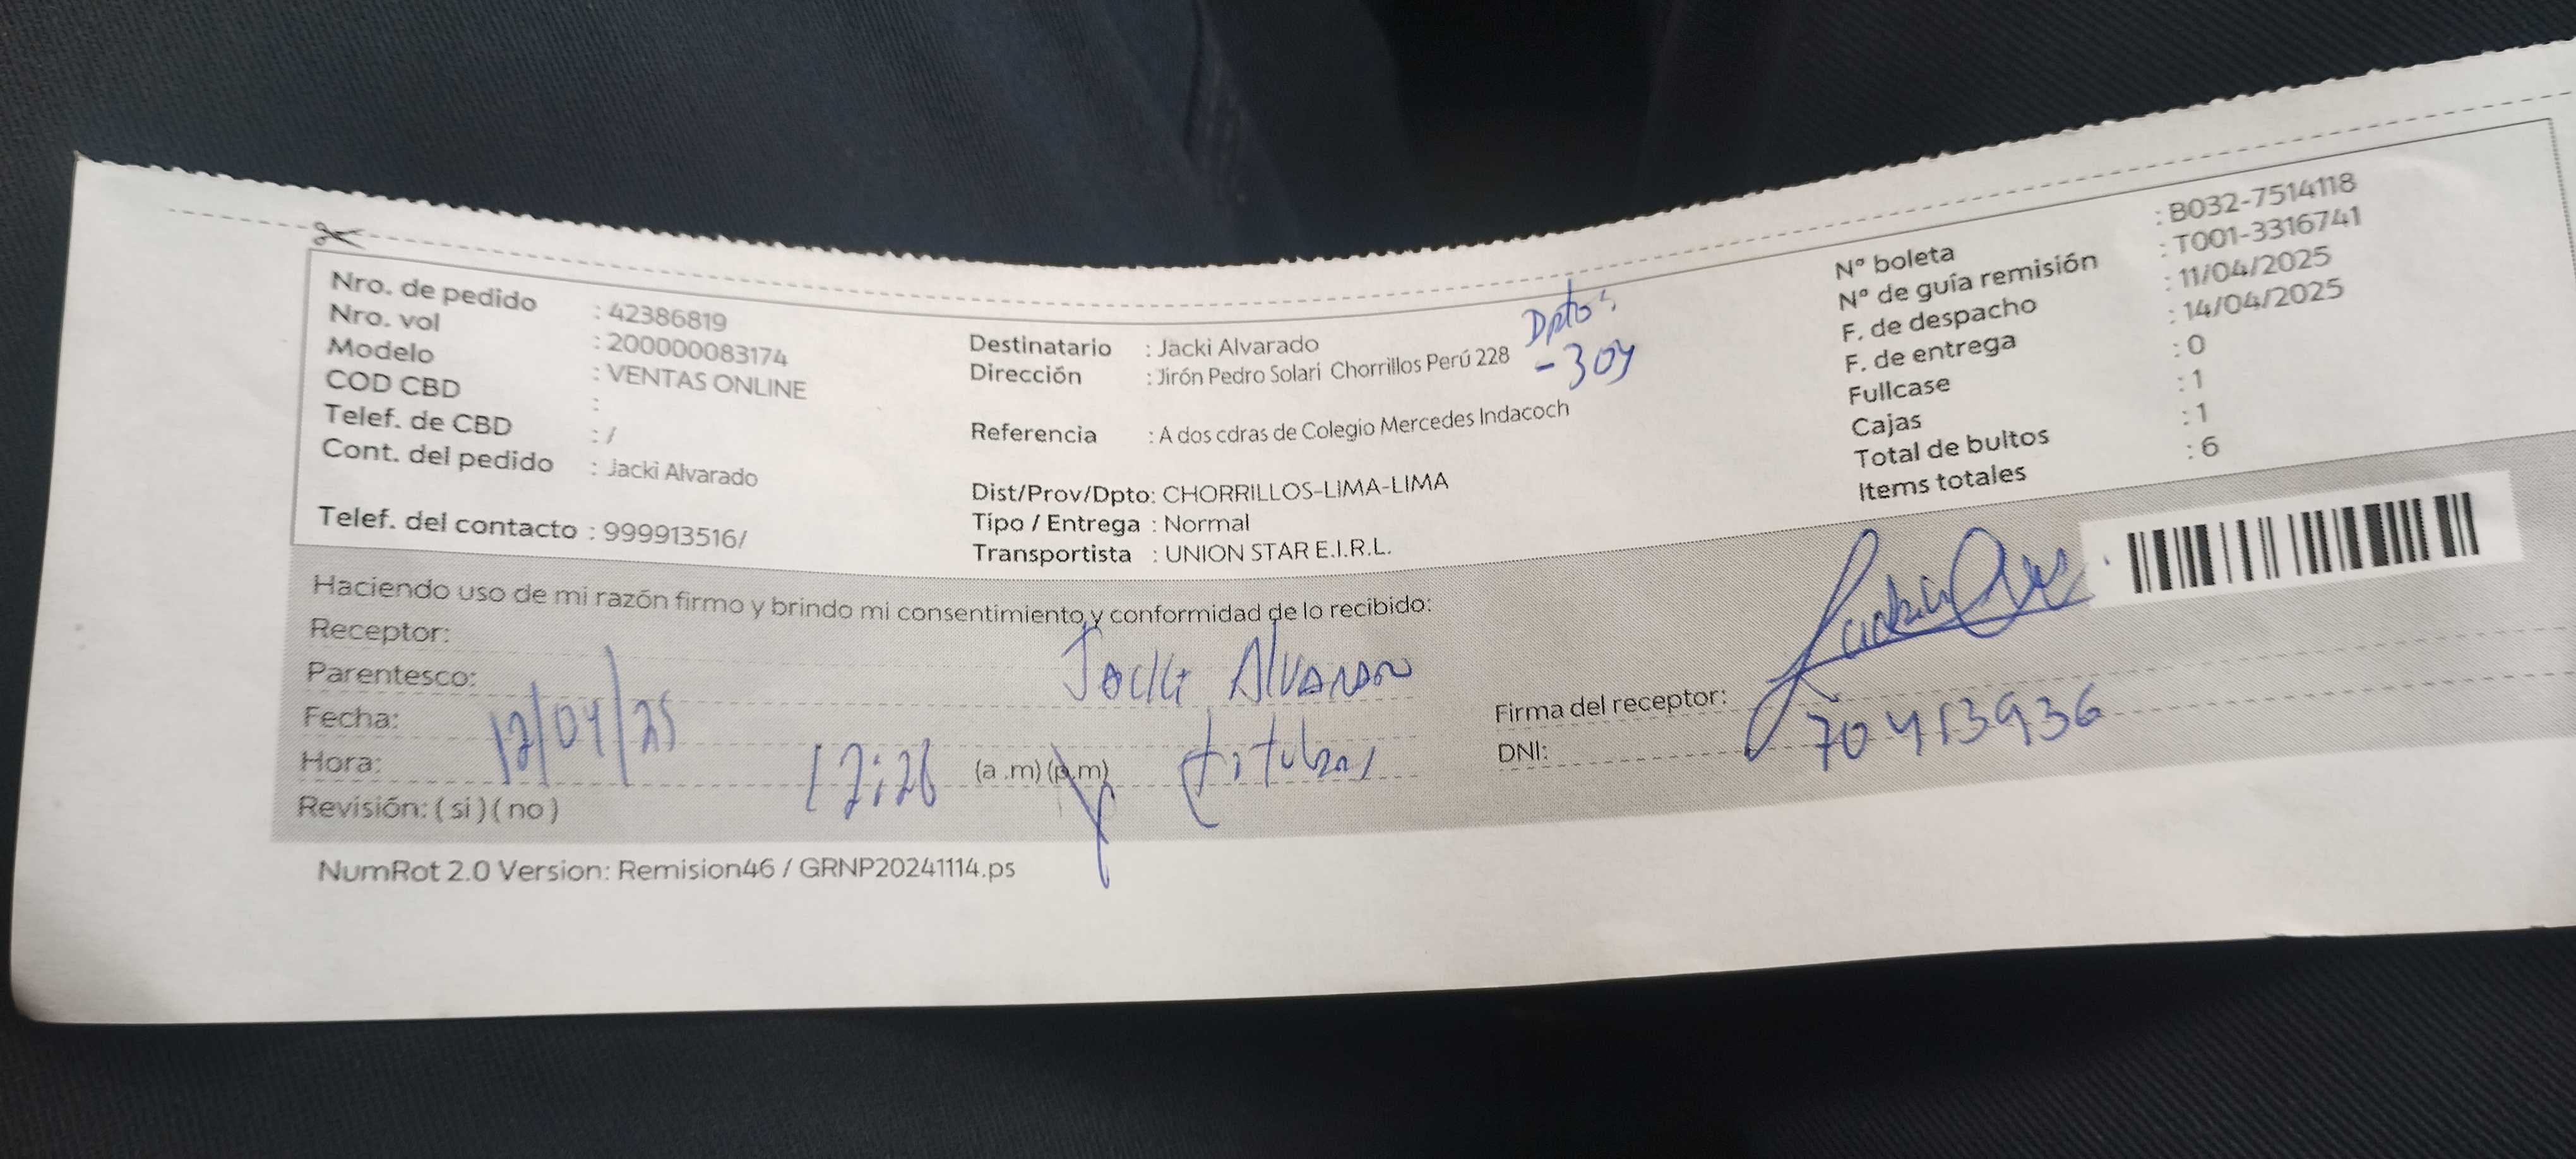 Nro. de pedido : 42386819
Nro. vol : 200000083174
Modelo : VENTAS ONLINE
COD CBD :
Telef. de CBD : /
Cont. del pedido : Jacki Alvarado
Telef. del contacto : 999913516/
Destinatario : Jacki Alvarado
Dirección : Jirón Pedro Solari Chorrillos Perú 228
Dpto:
-304
Referencia : A dos cdras de Colegio Mercedes Indacoch
Dist/Prov/Dpto: CHORRILLOS-LIMA-LIMA
Tipo / Entrega : Normal
Transportista : UNION STAR E.I.R.L.
N° boleta : B032-7514118
N° de guía remisión : T001-3316741
F. de despacho : 11/04/2025
F. de entrega : 14/04/2025
Fullcase : 0
Cajas : 1
Total de bultos : 1
Items totales : 6
Haciendo uso de mi razón firmo y brindo mi consentimiento y conformidad de lo recibido:
Receptor: Jacki Alvarado
Parentesco: titular
Fecha: 12/04/25
Hora: 12:26 (a .m) (p.m)
Revisión: ( si ) ( no )
Firma del receptor:
DNI: 70413936
NumRot 2.0 Version: Remision46 / GRNP20241114.ps